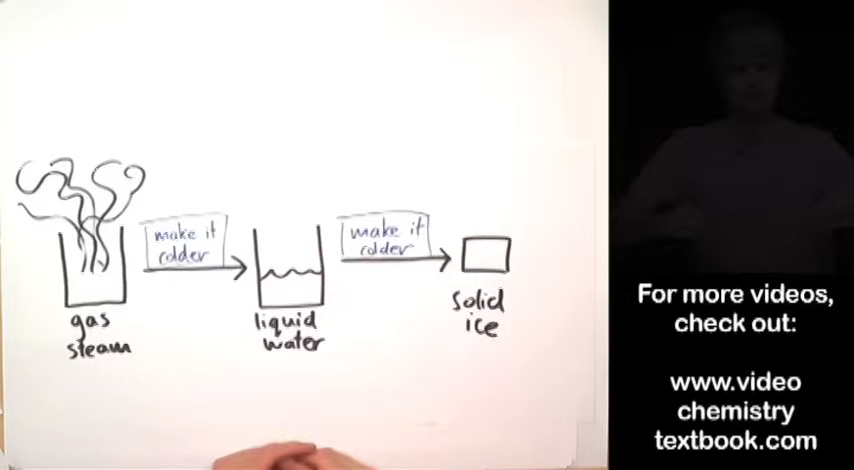 make it
colder
make it
colder
gas
steam
liquid
water
solid
ice
For more videos,
check out:
www.video
chemistry
textbook.com